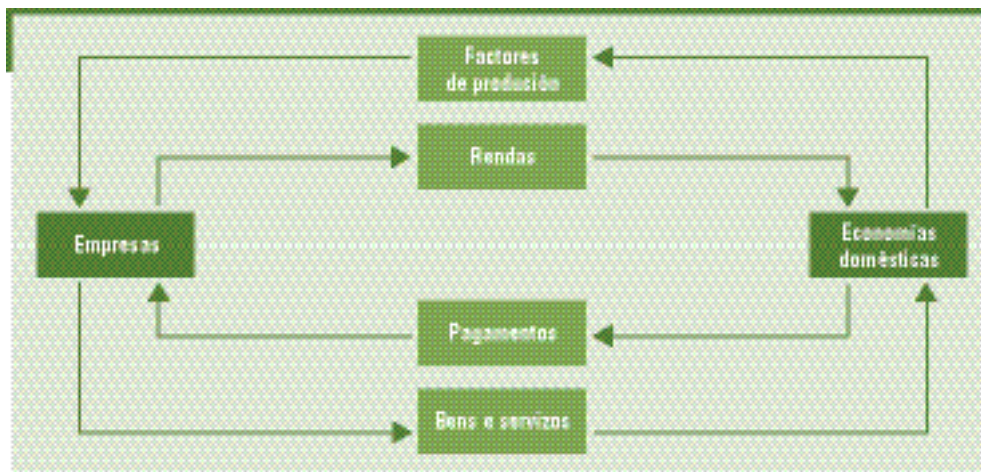 Factores
de produción
Rendas
Empresas
Economías
domésticas
Pagamentos
Bens e servizos